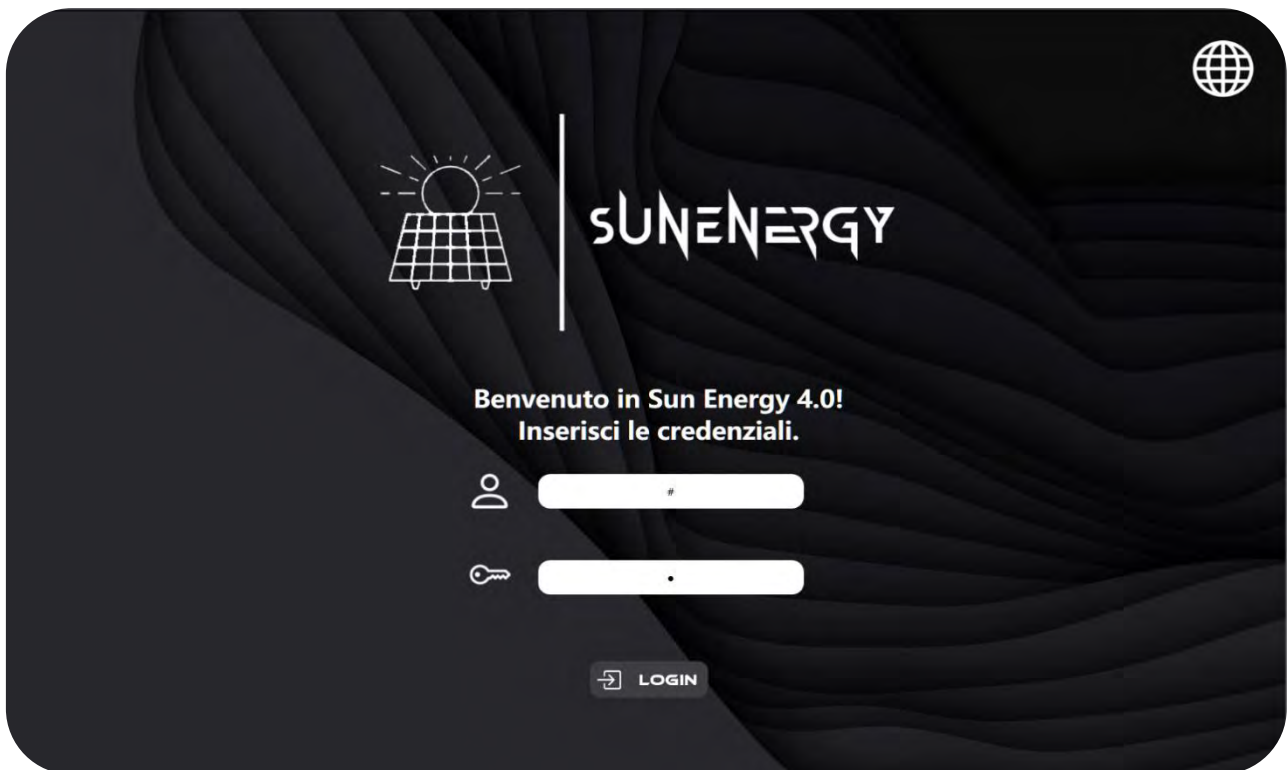 SUNENERGY
Benvenuto in Sun Energy 4.0!
Inserisci le credenziali.
#
•
LOGIN